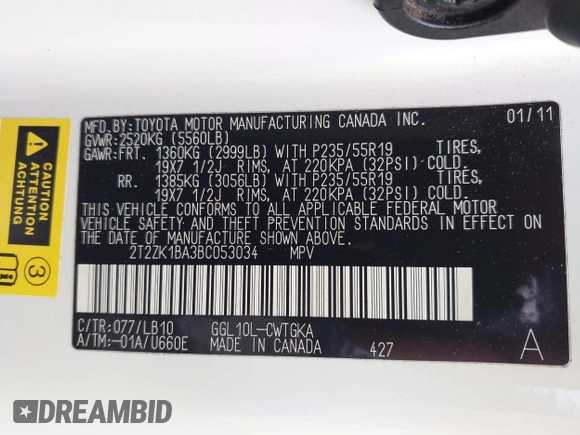 MFD. BY:TOYOTA MOTOR MANUFACTURING CANADA INC. 01/11
GVWR:2520KG (5560LB)
GAWR:FRT. 1360KG (2999LB) WITH P235/55R19 TIRES,
19X7 1/2J RIMS, AT 220KPA (32PSI) COLD.
RR. 1385KG (3056LB) WITH P235/55R19 TIRES,
19X7 1/2J RIMS, AT 220KPA (32PSI) COLD.
THIS VEHICLE CONFORMS TO ALL APPLICABLE FEDERAL MOTOR
VEHICLE SAFETY AND THEFT PREVENTION STANDARDS IN EFFECT ON
THE DATE OF MANUFACTURE SHOWN ABOVE.
2T2ZK1BA3BC053034 MPV
C/TR:077/LB10 GGL10L-CWTGKA
A/TM:-01A/U660E MADE IN CANADA 427 A
CAUTION
ATTENTION
ACHTUNG
3
DREAMBID